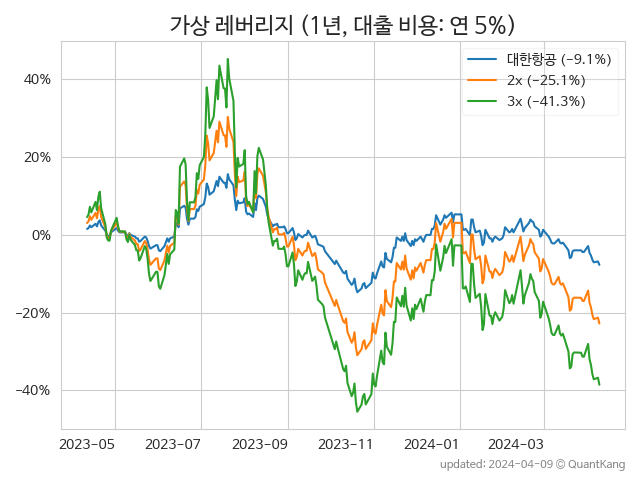 가상 레버리지 (1년, 대출 비용: 연 5%)
대한항공 (−9.1%)
2x (−25.1%)
3x (−41.3%)
40%
20%
0%
−20%
−40%
2023-05 2023-07 2023-09 2023-11 2024-01 2024-03
updated: 2024-04-09 © QuantKang